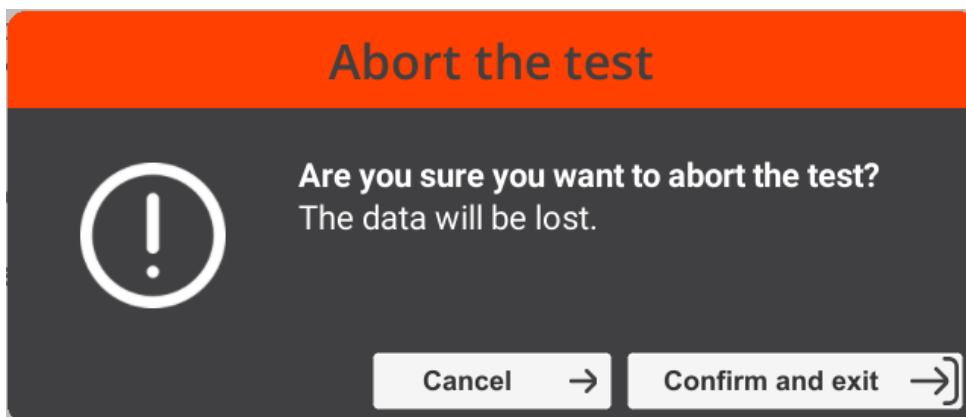 Abort the test
Are you sure you want to abort the test?
The data will be lost.
Cancel
Confirm and exit